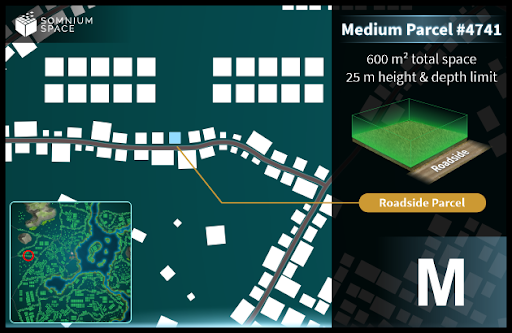 SOMNIUM
SPACE
Medium Parcel #4741
600 m² total space
25 m height & depth limit
Roadside
Roadside Parcel
M